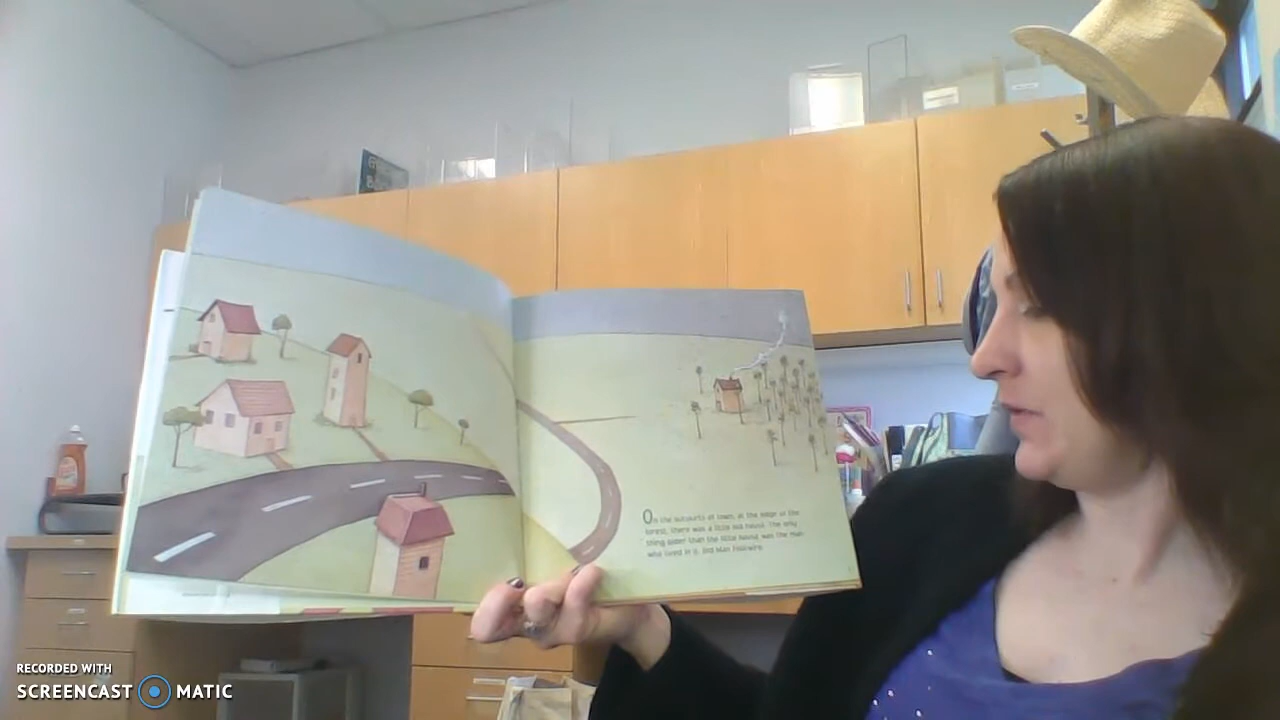 On the outskirts of town, at the edge of the
forest, there was a little old house. The only
thing older than the little house was the man
who lived in it, Old Man Fookwire.
RECORDED WITH
SCREENCAST MATIC